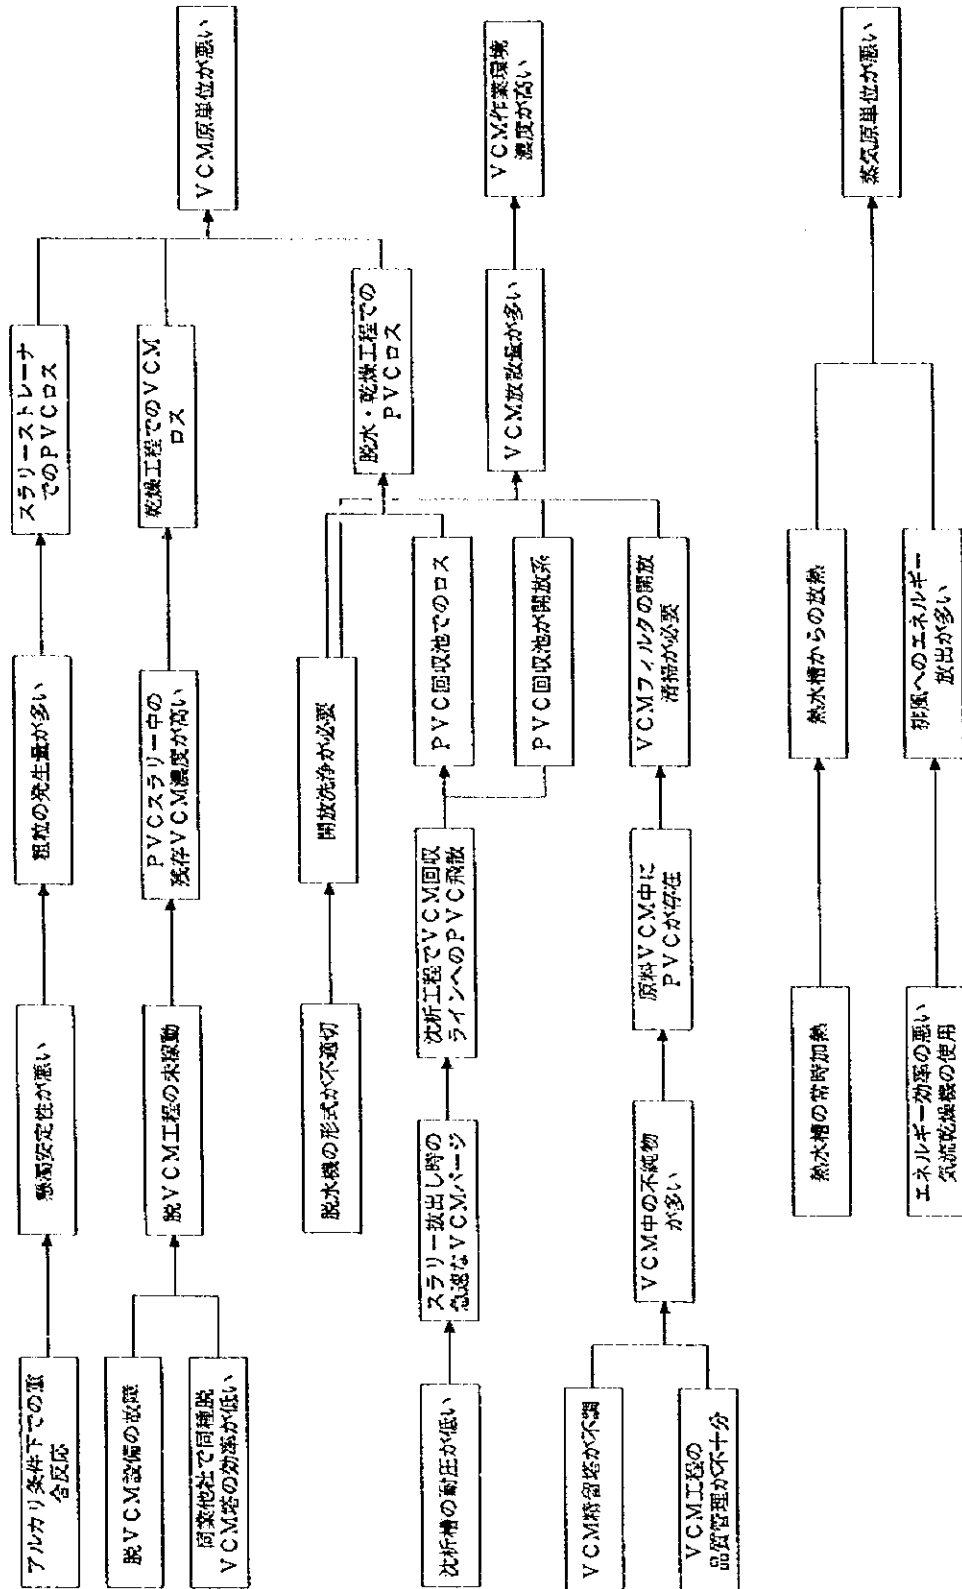 アルカリ条件下での重
合反応
懸濁安定性が悪い
粗粒の発生量が多い
スラリーストレーナ
でのPVCロス
VCM原単位が悪い
脱VCM設備の故障
同業他社で同種脱
VCM塔の効率が低い
脱VCM工程の未稼動
PVCスラリー中の
残存VCM濃度が高い
乾燥工程でのVCM
ロス
脱水機の形式が不適切
開放洗浄が必要
脱水・乾燥工程での
PVCロス
沈析槽の耐圧が低い
スラリー抜出し時の
急速なVCMパージ
沈析工程でVCM回収
ラインへのPVC飛散
PVC回収池でのロス
PVC回収池が開放系
VCM放散量が多い
VCM作業環境
濃度が高い
VCM精留塔が不調
VCM工程の
品質管理が不十分
VCM中の不純物
が多い
原料VCM中に
PVCが存在
VCMフィルタの開放
清掃が必要
熱水槽の常時加熱
熱水槽からの放熱
蒸気原単位が悪い
エネルギー効率の悪い
気流乾燥機の使用
排風へのエネルギー
放出が多い